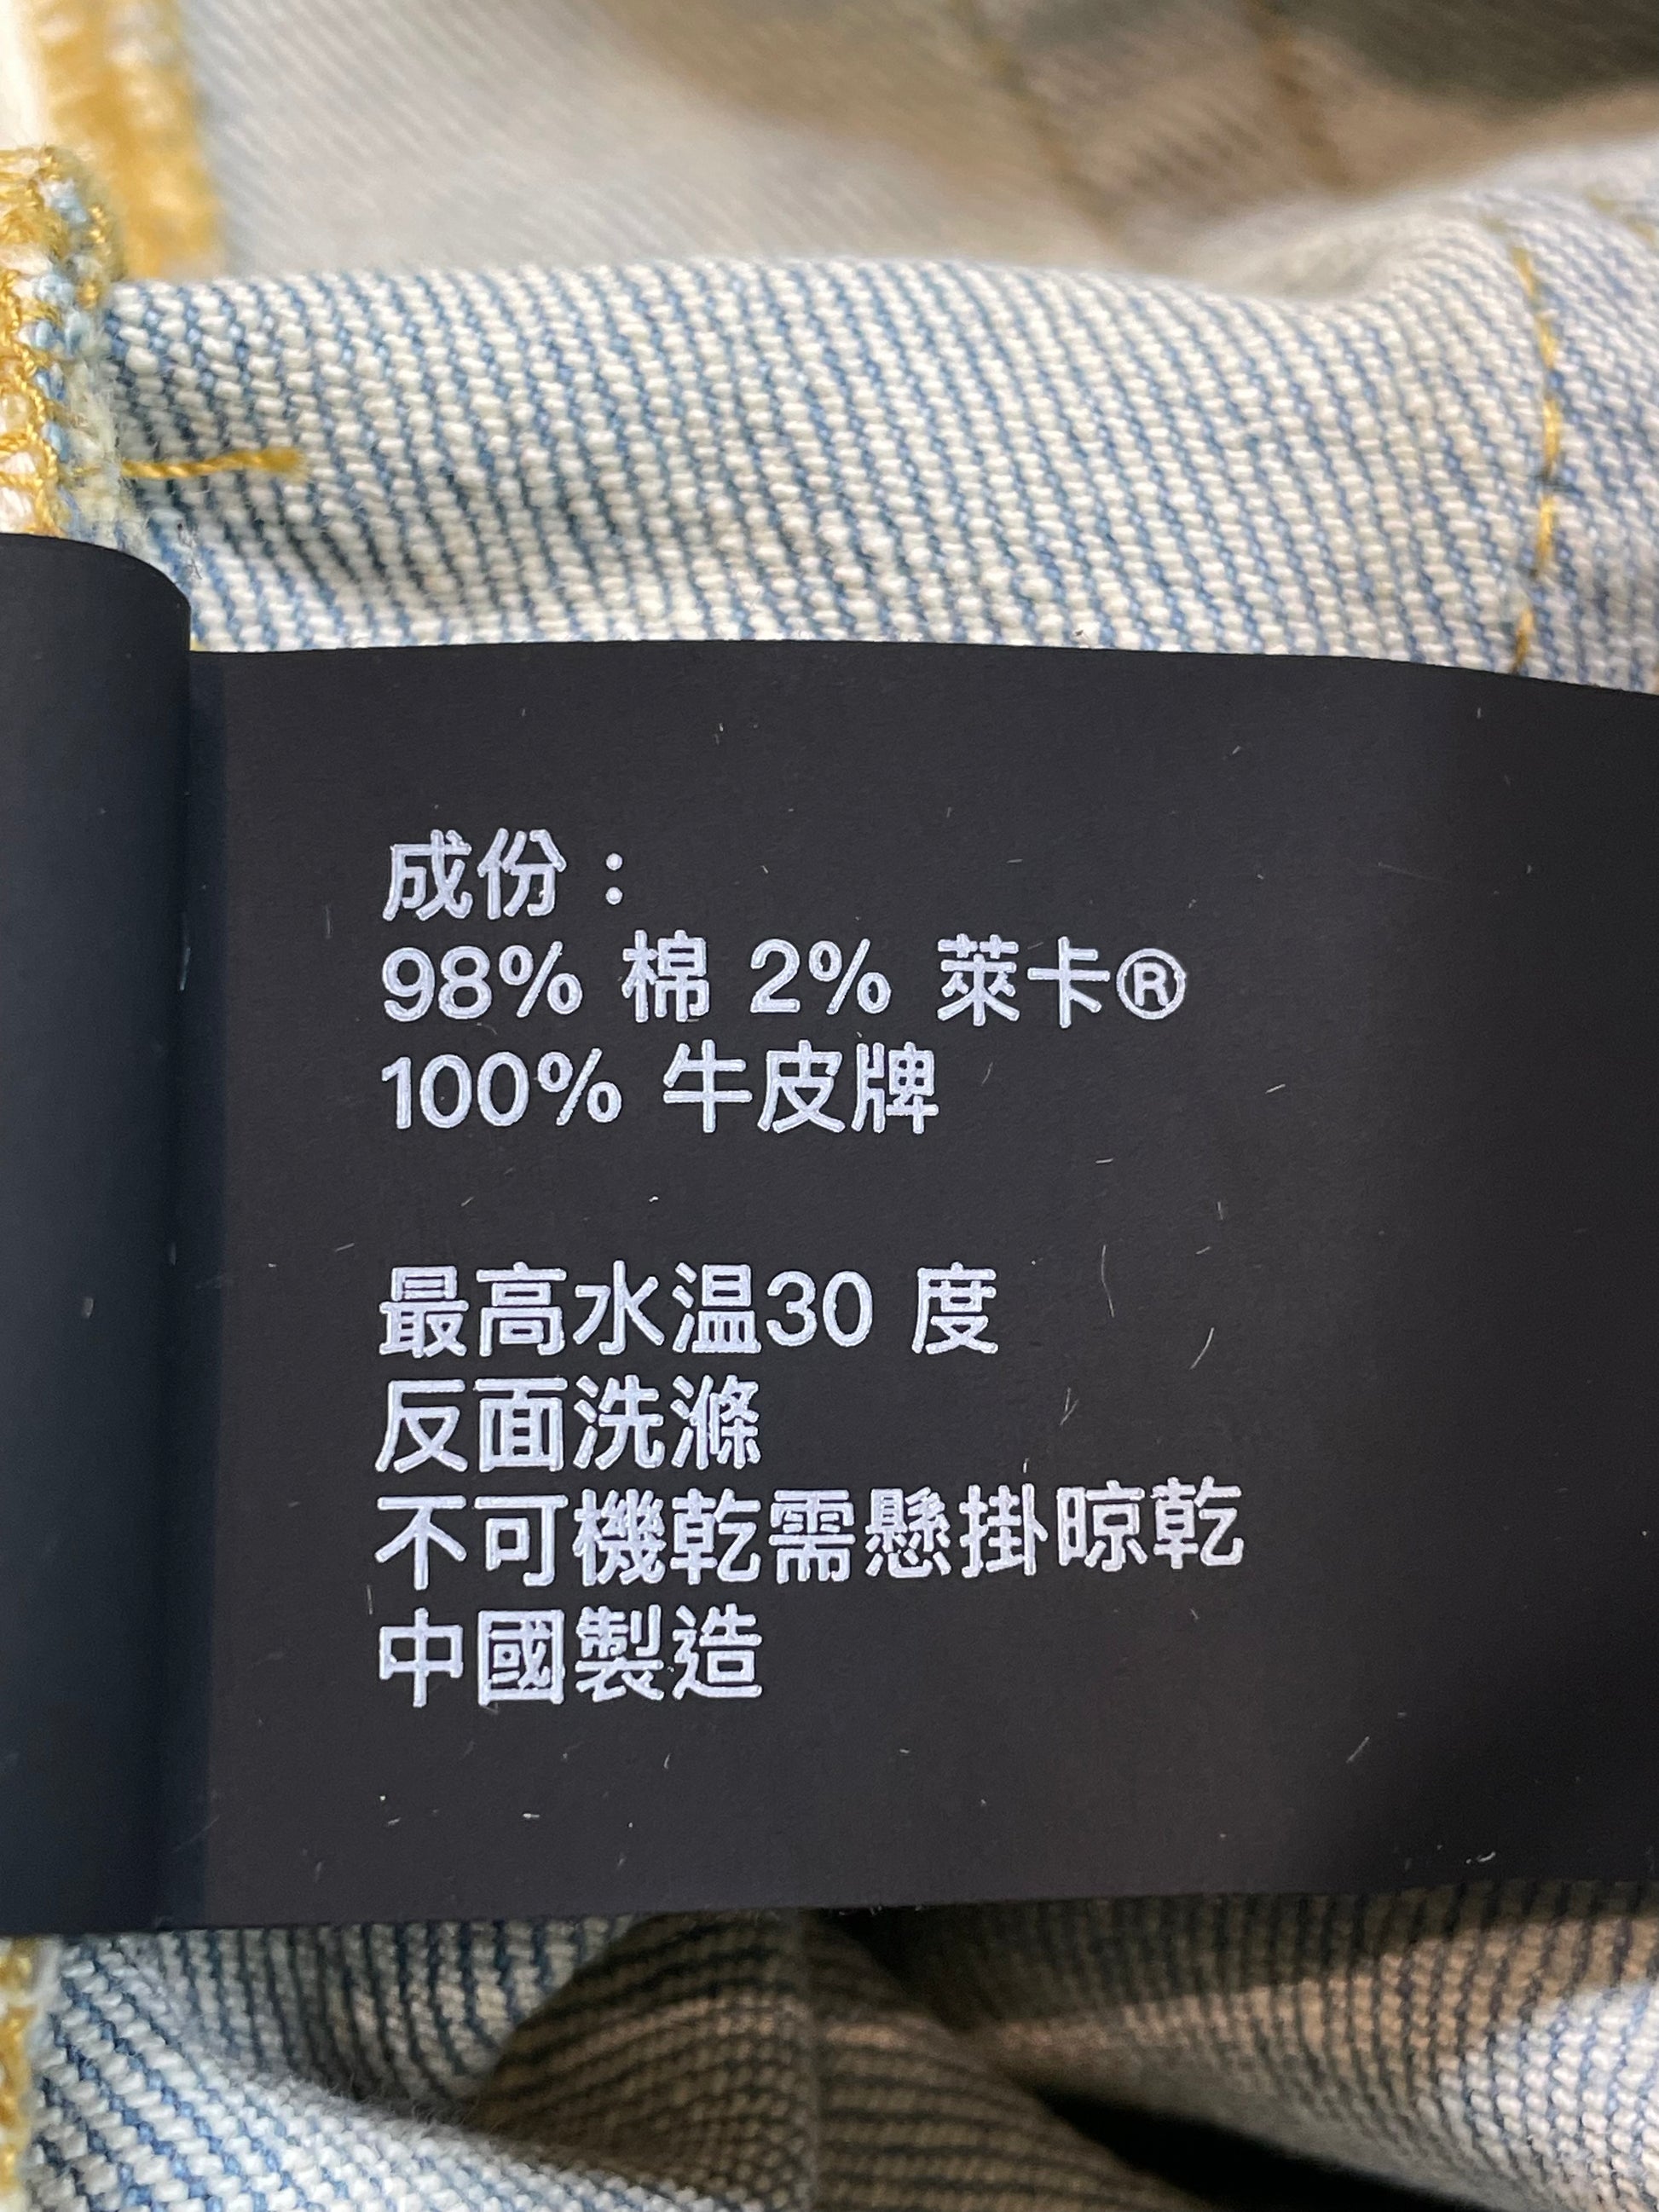 成份：
98% 棉 2% 萊卡®
100% 牛皮牌
最高水温30 度
反面洗滌
不可機乾需懸掛晾乾
中國製造